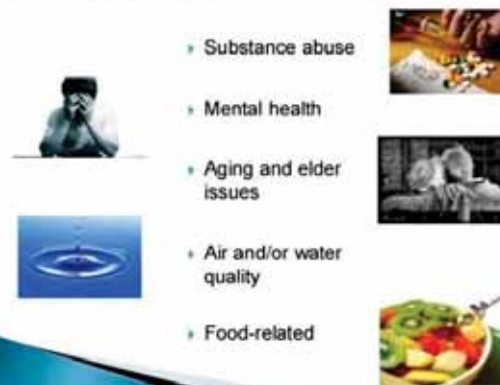 Substance abuse
Mental health
Aging and elder
issues
Air and/or water
quality
Food-related